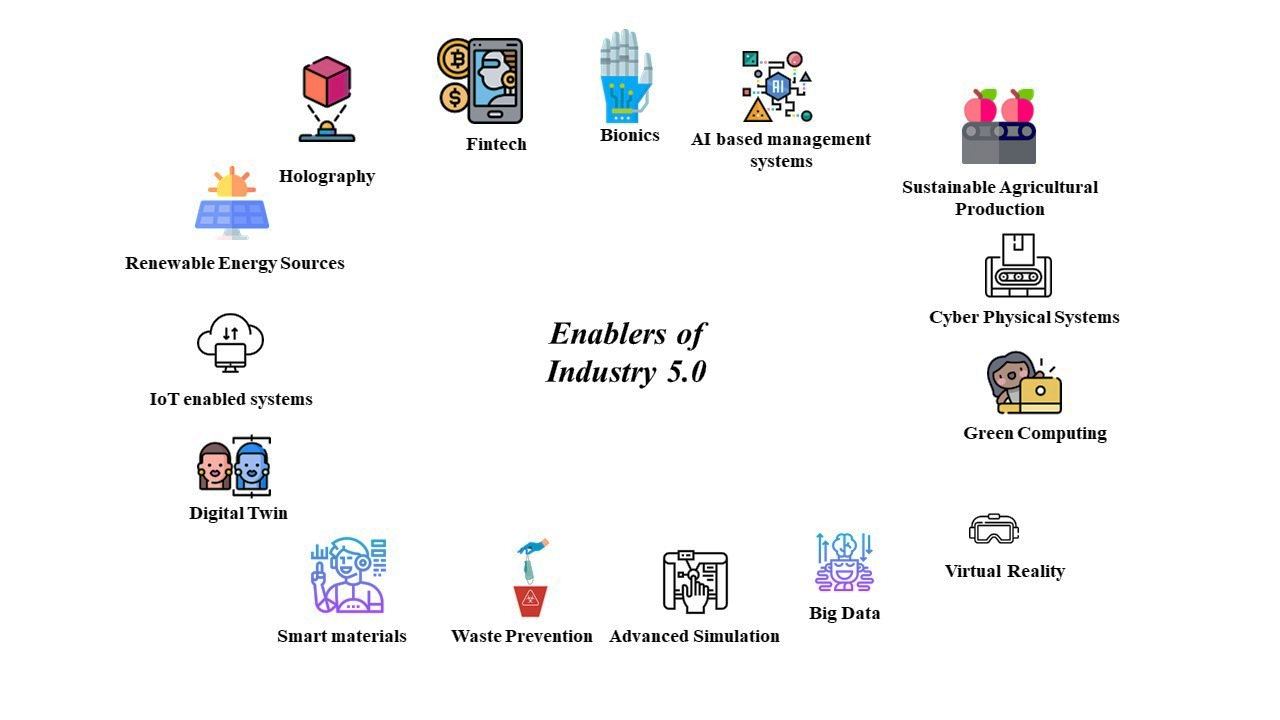 Holography
Fintech
Bionics
AI based management
systems
Sustainable Agricultural
Production
Renewable Energy Sources
Cyber Physical Systems
IoT enabled systems
Enablers of
Industry 5.0
Green Computing
Digital Twin
Virtual Reality
Smart materials
Waste Prevention
Advanced Simulation
Big Data
AI